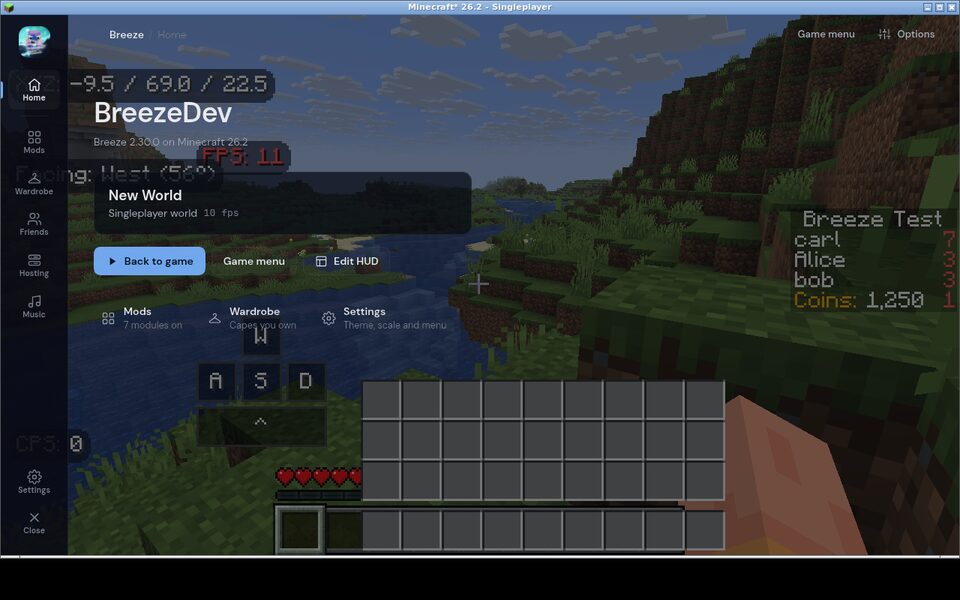 Minecraft* 26.2 - Singleplayer
Breeze / Home
Game menu
Options
Home
-9.5 / 69.0 / 22.5
BreezeDev
Breeze 2.30.0 on Minecraft 26.2
FPS: 11
Mods
Facing: West (56°)
Wardrobe
New World
Singleplayer world 10 fps
Friends
Breeze Test
carl 7
Alice 3
bob 3
Coins: 1,250 1
Back to game
Game menu
Edit HUD
Hosting
Music
Mods
7 modules on
Wardrobe
Capes you own
Settings
Theme, scale and menu
W
A S D
^
CPS: 0
Settings
Close